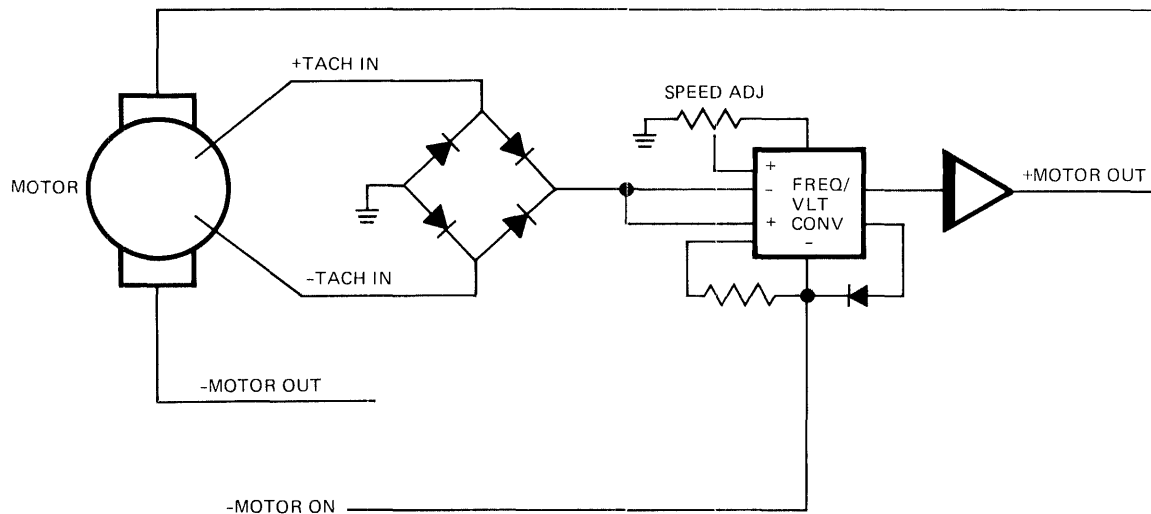 +TACH IN
SPEED ADJ
MOTOR
+
-
+
-
FREQ/
VLT
CONV
+MOTOR OUT
-TACH IN
-MOTOR OUT
-MOTOR ON